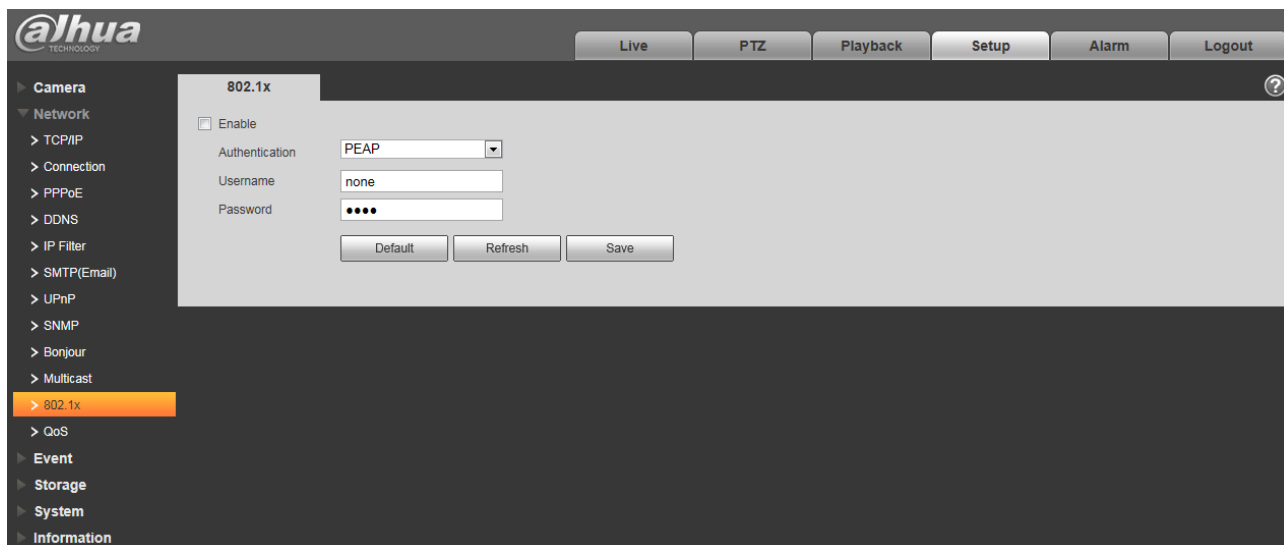 alhua
TECHNOLOGY
Live PTZ Playback Setup Alarm Logout
Camera
Network
> TCP/IP
> Connection
> PPPoE
> DDNS
> IP Filter
> SMTP(Email)
> UPnP
> SNMP
> Bonjour
> Multicast
> 802.1x
> QoS
Event
Storage
System
Information
802.1x
?
Enable
Authentication PEAP
Username none
Password ●●●●
Default Refresh Save